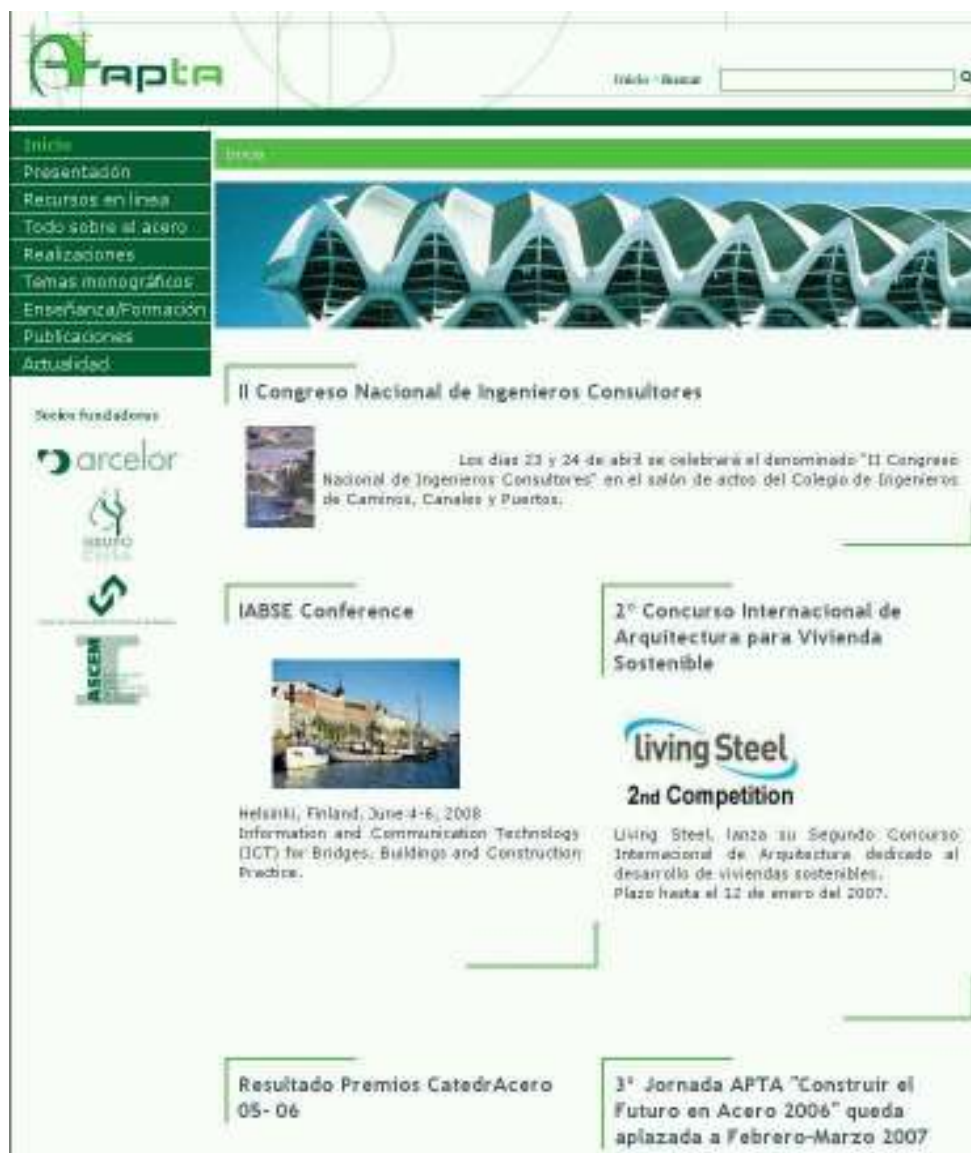 apta
Inicio - Buscar
Inicio
Presentación
Recursos en línea
Todo sobre el acero
Realizaciones
Temas monográficos
Enseñanza/Formación
Publicaciones
Actualidad
Socios fundadores
arcelor
GRUPO
ASCEM
Inicio
II Congreso Nacional de Ingenieros Consultores
Los días 23 y 24 de abril se celebrará el denominado "II Congreso
Nacional de Ingenieros Consultores" en el salón de actos del Colegio de Ingenieros
de Caminos, Canales y Puertos.
IABSE Conference
Helsinki, Finland, June 4-6, 2008
Information and Communication Technology
(ICT) for Bridges, Buildings and Construction
Practice.
2º Concurso Internacional de
Arquitectura para Vivienda
Sostenible
living Steel
2nd Competition
Living Steel, lanza su Segundo Concurso
Internacional de Arquitectura dedicado al
desarrollo de viviendas sostenibles.
Plazo hasta el 12 de enero del 2007.
Resultado Premios CatedrAcero
05- 06
3ª Jornada APTA "Construir el
Futuro en Acero 2006" queda
aplazada a Febrero-Marzo 2007